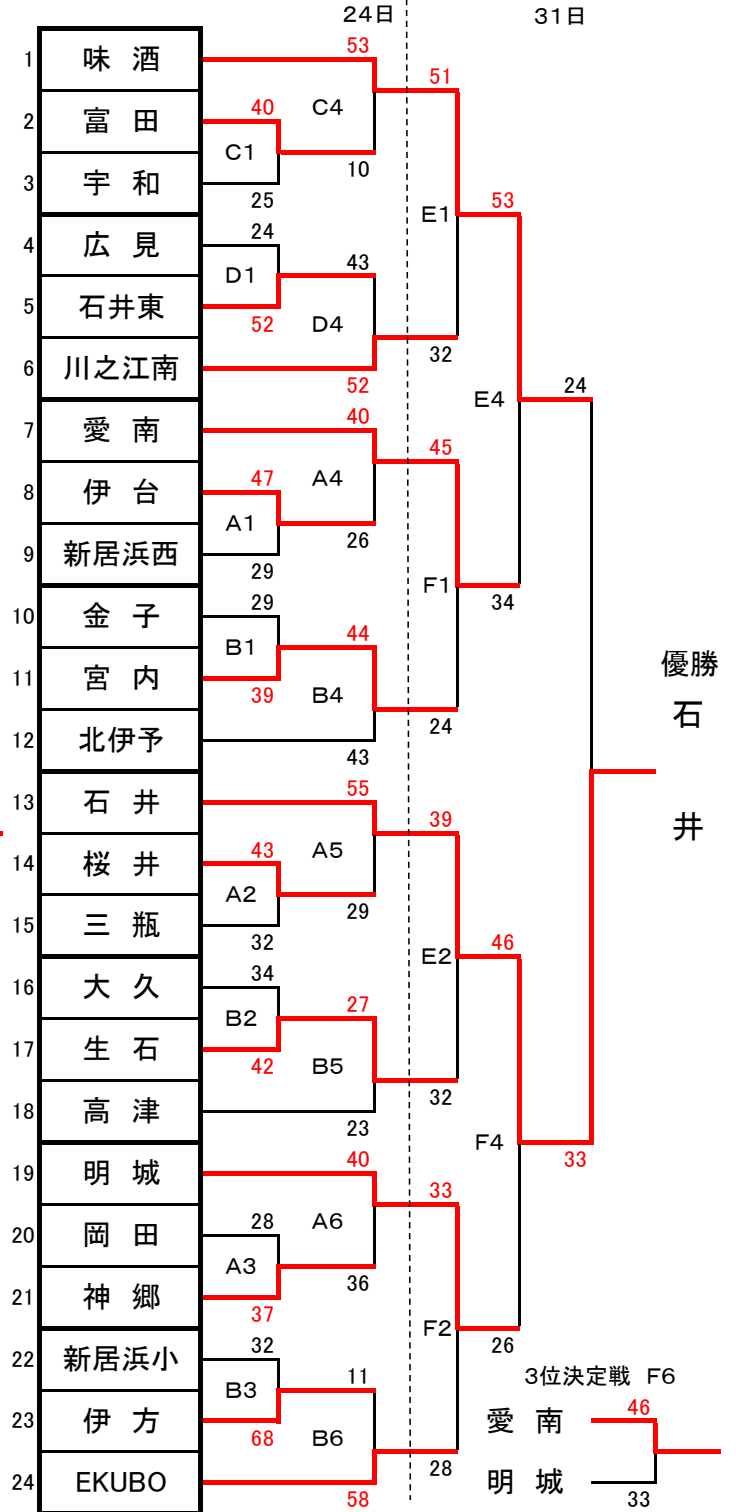 24日 31日
53
1 味 酒
51
2 富 田 40 C4
C1
10
3 宇 和 25
E1 53
4 広 見 24
D1 43
5 石井東 52 D4
32
6 川之江南 52
E4 24
7 愛 南 40
45
8 伊 台 47 A4
A1
26
9 新居浜西 29
F1 34
10 金 子 29
B1 44
11 宮 内 39 B4
24
12 北伊予 43
優勝
石
井
13 石 井 55
39
14 桜 井 43 A5
A2
29
15 三 瓶 32
E2 46
16 大 久 34
B2 27
17 生 石 42 B5
32
18 高 津 23
F4 33
19 明 城 40
33
20 岡 田 28 A6
A3
36
21 神 郷 37
F2 26
22 新居浜小 32
B3 11
23 伊 方 68 B6
28
24 EKUBO 58
3位決定戦 F6
愛 南 46
明 城 33